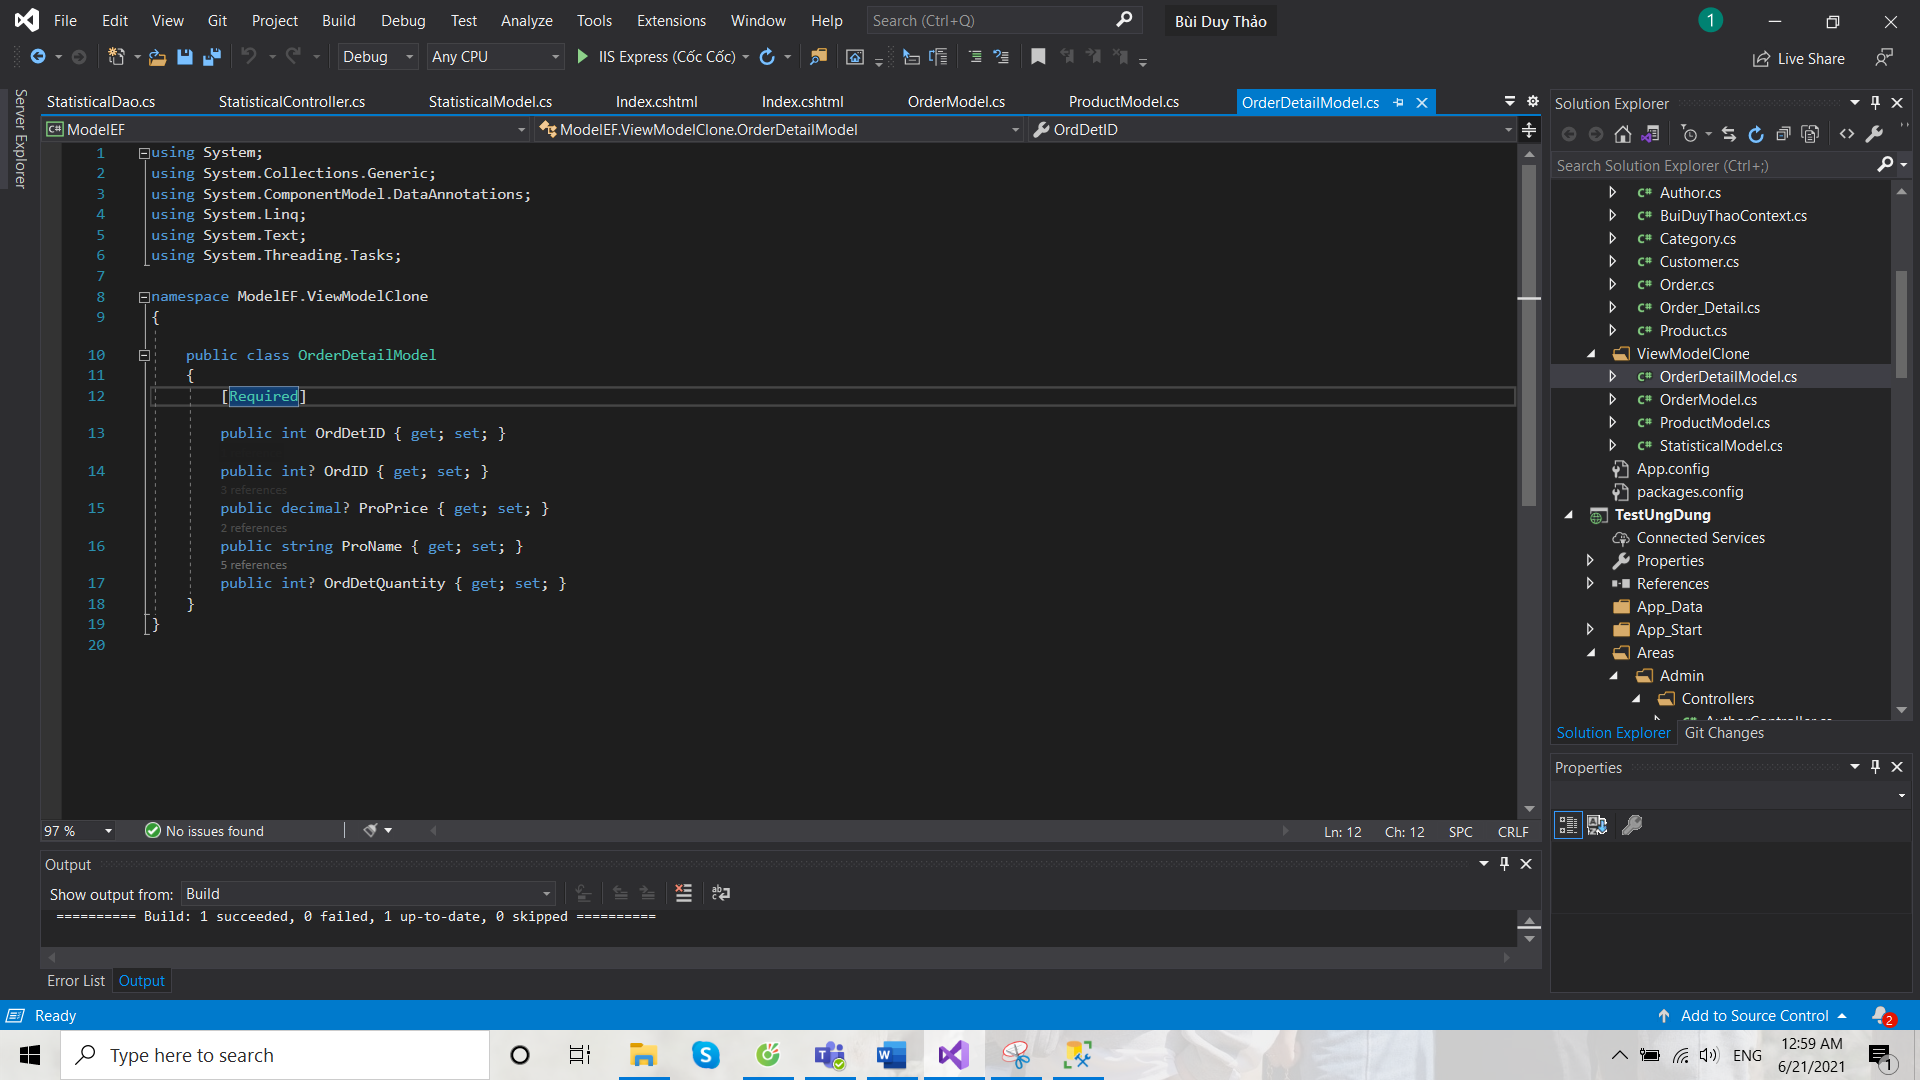 File Edit View Git Project Build Debug Test Analyze Tools Extensions Window Help Search (Ctrl+Q) Bùi Duy Thảo 1
Debug Any CPU IIS Express (Cốc Cốc) Live Share
Server Explorer
StatisticalDao.cs StatisticalController.cs StatisticalModel.cs Index.cshtml Index.cshtml OrderModel.cs ProductModel.cs OrderDetailModel.cs
C# ModelEF ModelEF.ViewModelClone.OrderDetailModel OrdDetID
1 using System;
2 using System.Collections.Generic;
3 using System.ComponentModel.DataAnnotations;
4 using System.Linq;
5 using System.Text;
6 using System.Threading.Tasks;
7
8 namespace ModelEF.ViewModelClone
9 {
10 public class OrderDetailModel
11 {
12 [Required]
13 public int OrdDetID { get; set; }
14 public int? OrdID { get; set; }
3 references
15 public decimal? ProPrice { get; set; }
2 references
16 public string ProName { get; set; }
5 references
17 public int? OrdDetQuantity { get; set; }
18 }
19 }
20
97 % No issues found Ln: 12 Ch: 12 SPC CRLF
Output
Show output from: Build
========== Build: 1 succeeded, 0 failed, 1 up-to-date, 0 skipped ==========
Error List Output
Solution Explorer
Search Solution Explorer (Ctrl+;)
C# Author.cs
C# BuiDuyThaoContext.cs
C# Category.cs
C# Customer.cs
C# Order.cs
C# Order_Detail.cs
C# Product.cs
ViewModelClone
C# OrderDetailModel.cs
C# OrderModel.cs
C# ProductModel.cs
C# StatisticalModel.cs
App.config
packages.config
TestUngDung
Connected Services
Properties
References
App_Data
App_Start
Areas
Admin
Controllers
Solution Explorer Git Changes
Properties
Ready Add to Source Control 2
Type here to search ENG 12:59 AM
6/21/2021 1